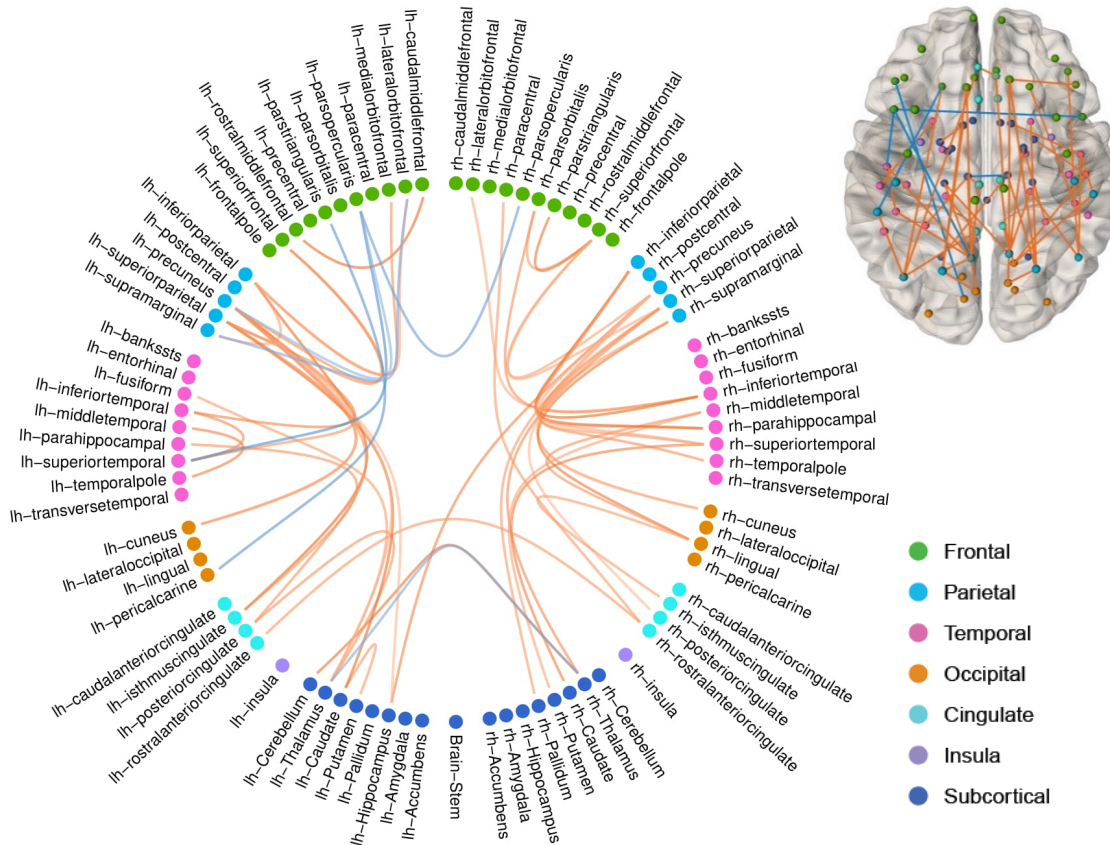 lh−caudalmiddlefrontal
lh−lateralorbitofrontal
lh−medialorbitofrontal
lh−paracentral
lh−parsopercularis
lh−parsorbitalis
lh−parstriangularis
lh−precentral
lh−rostralmiddlefrontal
lh−superiorfrontal
lh−frontalpole
lh−inferiorparietal
lh−postcentral
lh−precuneus
lh−superiorparietal
lh−supramarginal
lh−bankssts
lh−entorhinal
lh−fusiform
lh−inferiortemporal
lh−middletemporal
lh−parahippocampal
lh−superiortemporal
lh−temporalpole
lh−transversetemporal
lh−cuneus
lh−lateraloccipital
lh−lingual
lh−pericalcarine
lh−caudalanteriorcingulate
lh−isthmuscingulate
lh−posteriorcingulate
lh−rostralanteriorcingulate
lh−insula
lh−Cerebellum
lh−Thalamus
lh−Caudate
lh−Putamen
lh−Pallidum
lh−Hippocampus
lh−Amygdala
lh−Accumbens
Brain−Stem
rh−Accumbens
rh−Amygdala
rh−Hippocampus
rh−Pallidum
rh−Putamen
rh−Caudate
rh−Thalamus
rh−Cerebellum
rh−insula
rh−rostralanteriorcingulate
rh−posteriorcingulate
rh−isthmuscingulate
rh−caudalanteriorcingulate
rh−pericalcarine
rh−lingual
rh−lateraloccipital
rh−cuneus
rh−transversetemporal
rh−temporalpole
rh−superiortemporal
rh−parahippocampal
rh−middletemporal
rh−inferiortemporal
rh−fusiform
rh−entorhinal
rh−bankssts
rh−supramarginal
rh−superiorparietal
rh−precuneus
rh−postcentral
rh−inferiorparietal
rh−frontalpole
rh−superiorfrontal
rh−rostralmiddlefrontal
rh−precentral
rh−parstriangularis
rh−parsorbitalis
rh−parsopercularis
rh−paracentral
rh−medialorbitofrontal
rh−lateralorbitofrontal
rh−caudalmiddlefrontal
Frontal
Parietal
Temporal
Occipital
Cingulate
Insula
Subcortical